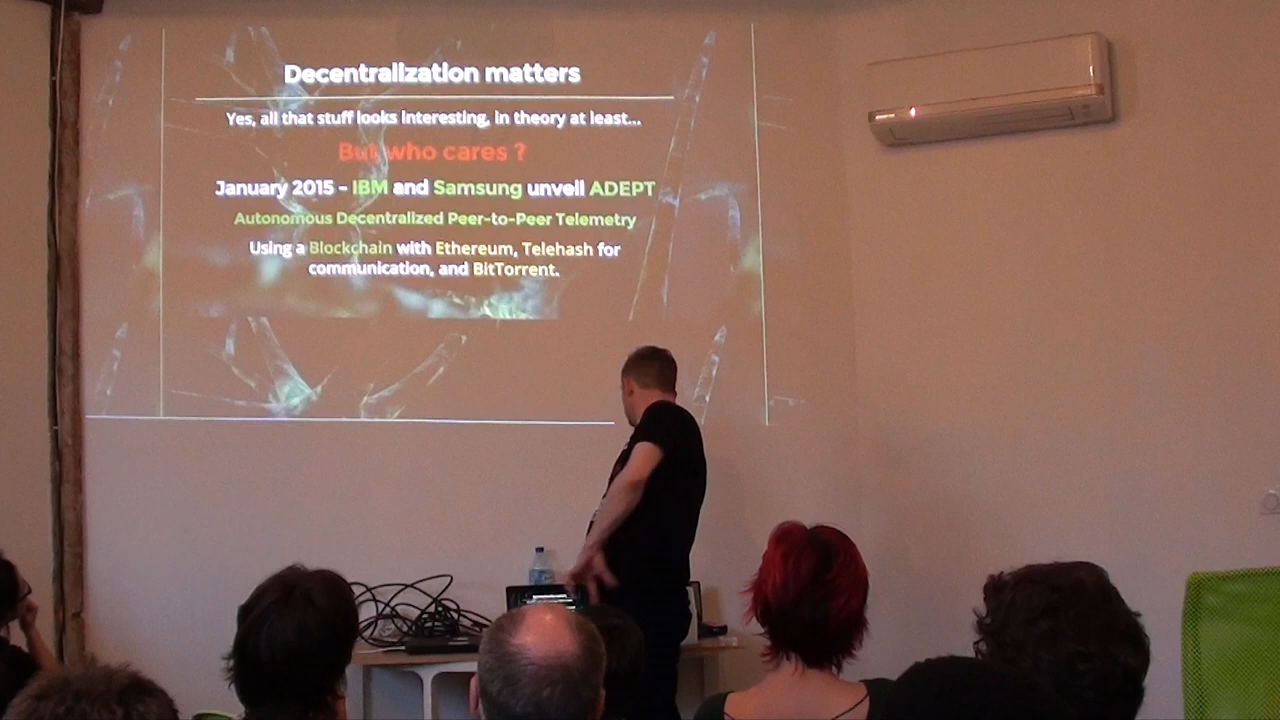 Decentralization matters
Yes, all that stuff looks interesting, in theory at least...
But who cares ?
January 2015 - IBM and Samsung unveil ADEPT
Autonomous Decentralized Peer-to-Peer Telemetry
Using a Blockchain with Ethereum, Telehash for
communication, and BitTorrent.